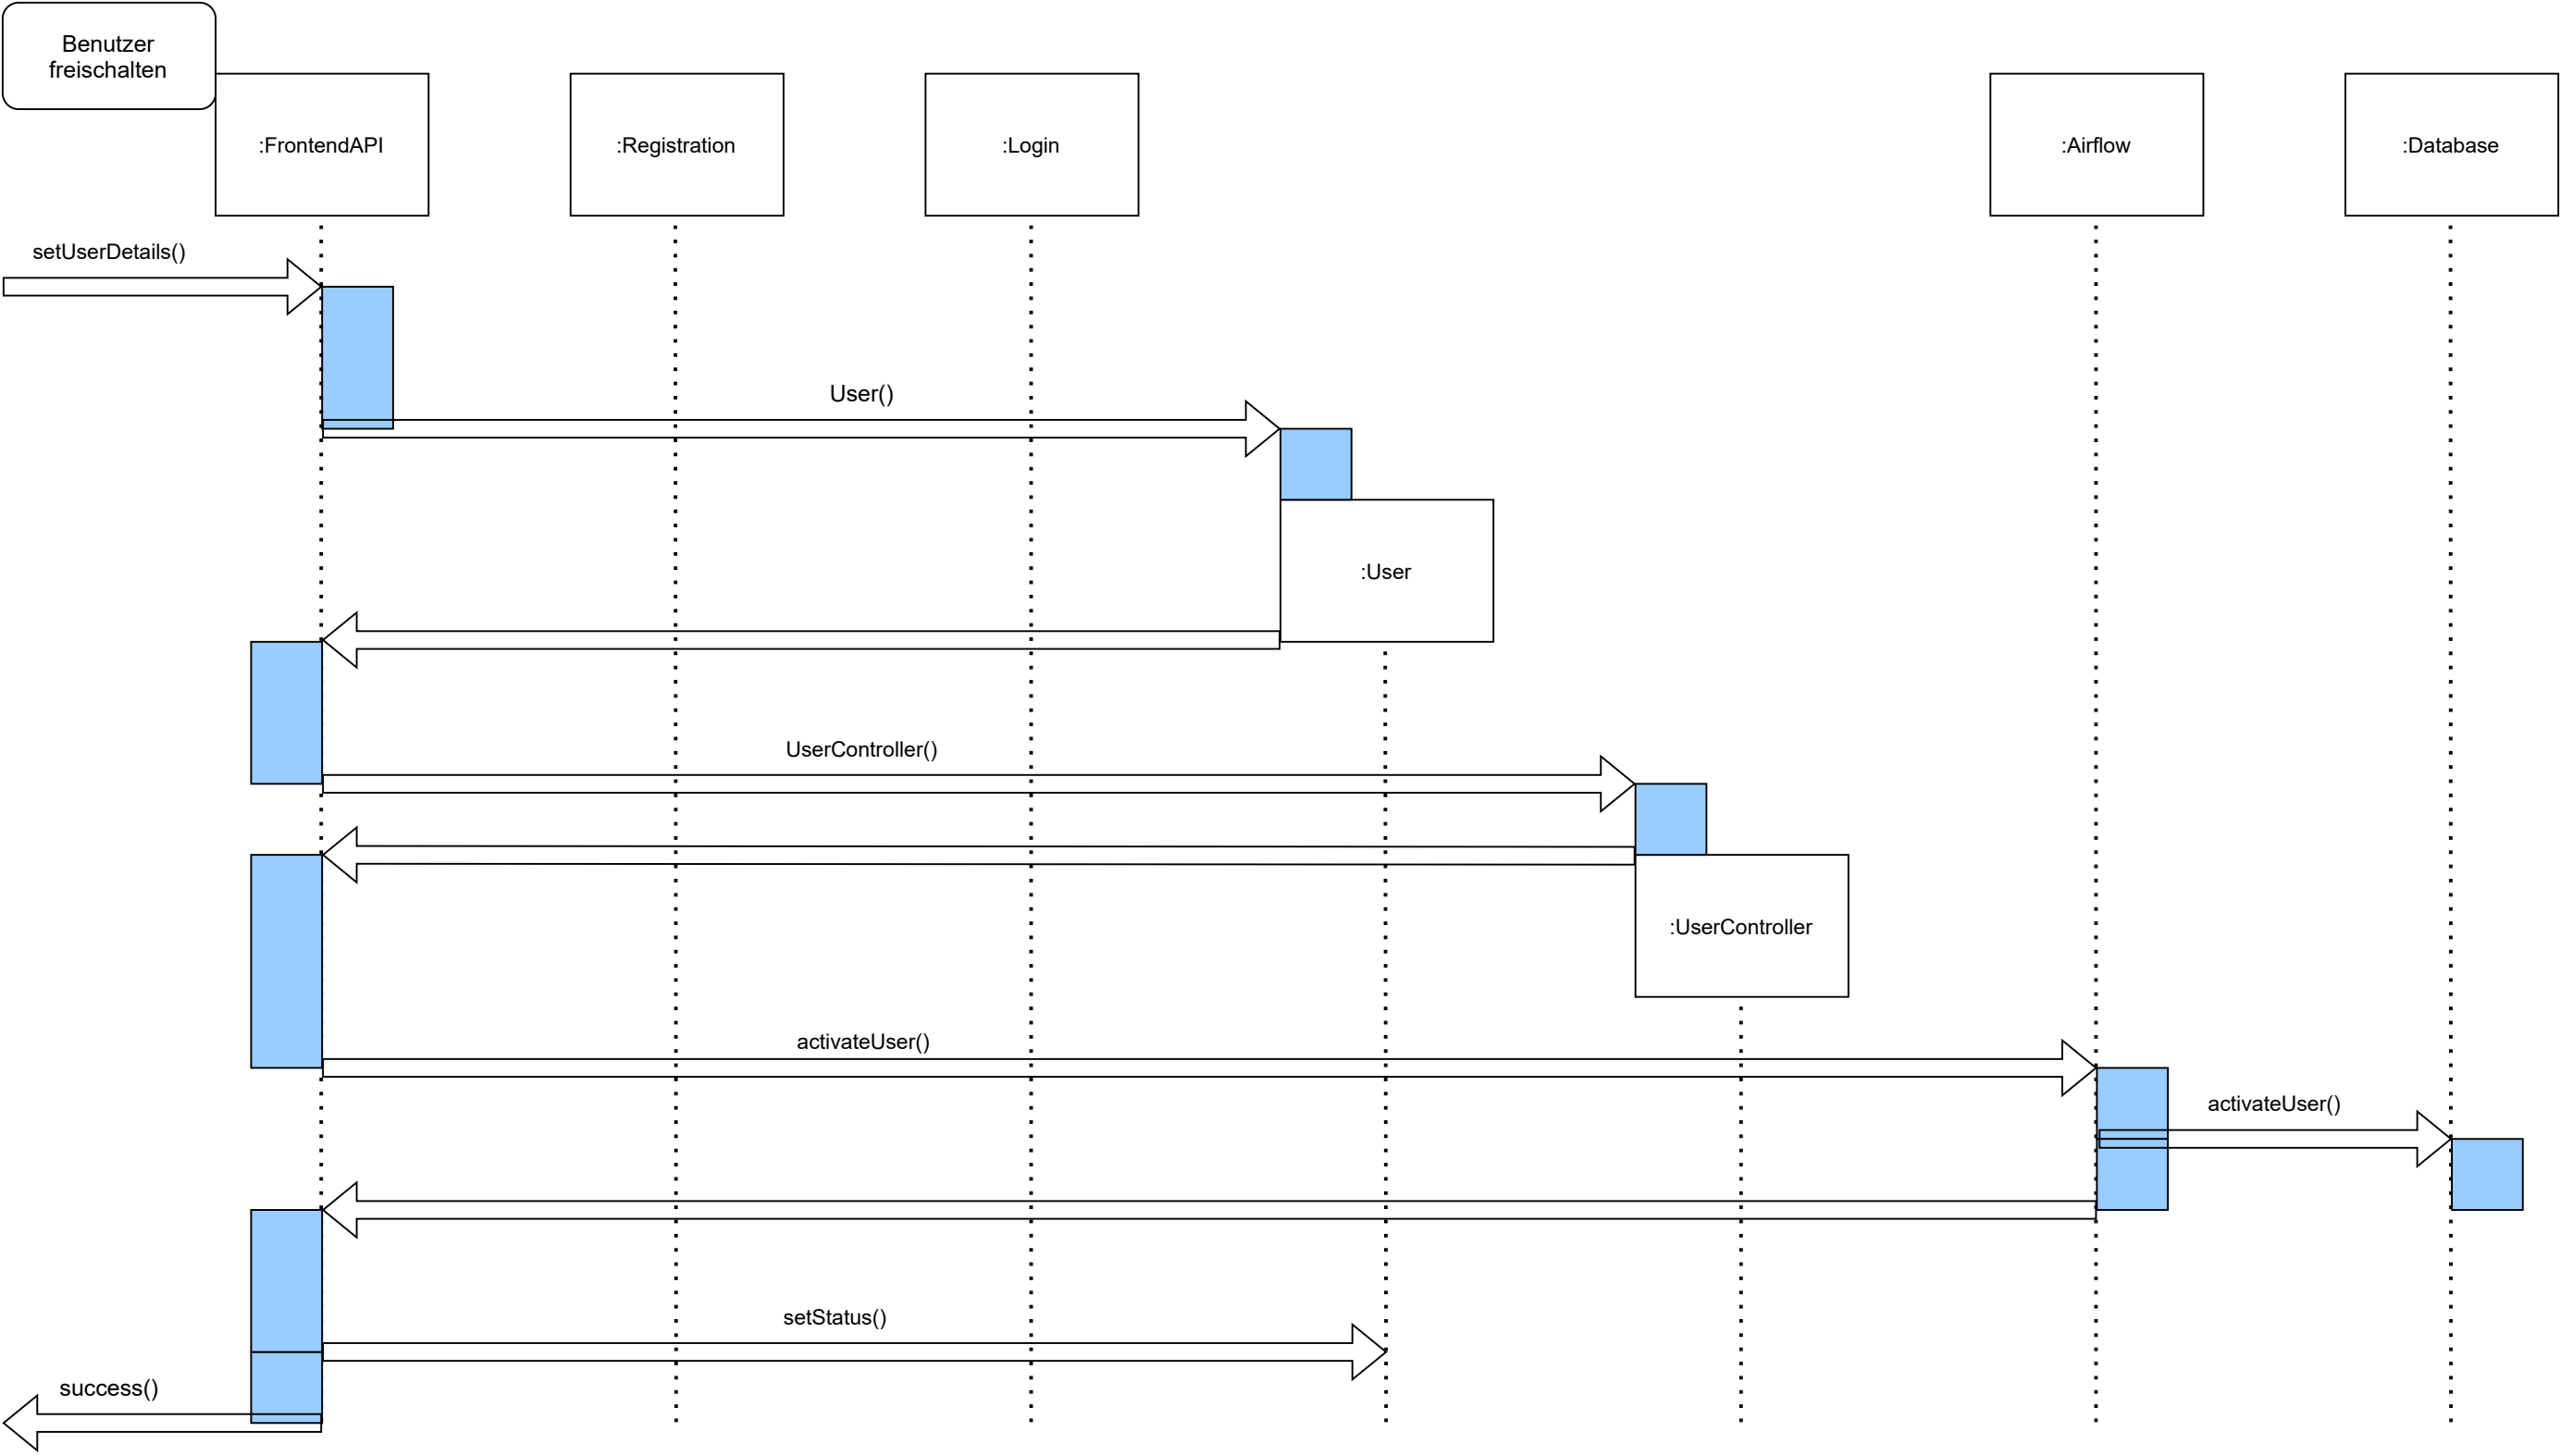 Benutzer
freischalten
:FrontendAPI
:Registration
:Login
:Airflow
:Database
setUserDetails()
User()
:User
UserController()
:UserController
activateUser()
activateUser()
setStatus()
success()